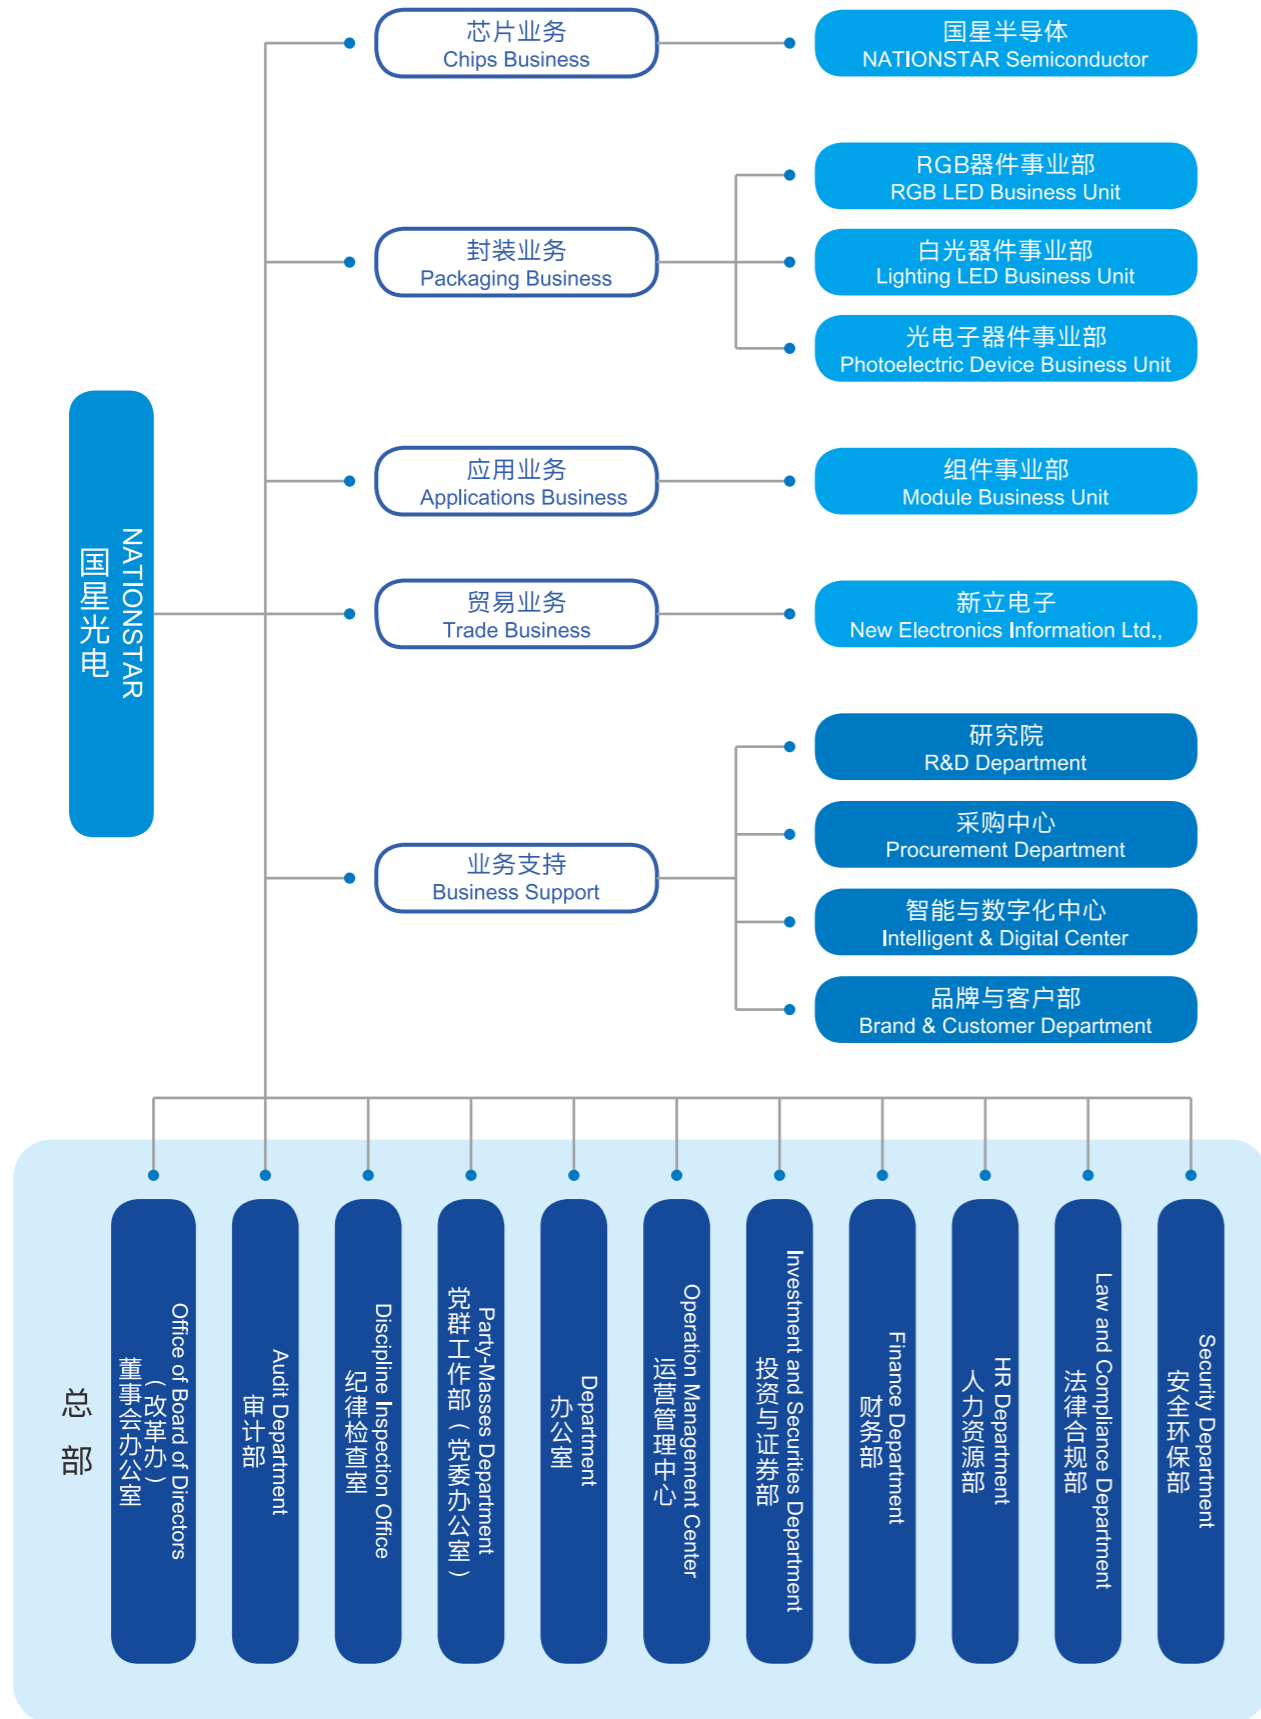 芯片业务
Chips Business
国星半导体
NATIONSTAR Semiconductor
封装业务
Packaging Business
RGB器件事业部
RGB LED Business Unit
白光器件事业部
Lighting LED Business Unit
光电子器件事业部
Photoelectric Device Business Unit
NATIONSTAR
国星光电
应用业务
Applications Business
组件事业部
Module Business Unit
贸易业务
Trade Business
新立电子
New Electronics Information Ltd.,
业务支持
Business Support
研究院
R&D Department
采购中心
Procurement Department
智能与数字化中心
Intelligent & Digital Center
品牌与客户部
Brand & Customer Department
总部
Office of Board of Directors
（改革办）
董事会办公室
Audit Department
审计部
Discipline Inspection Office
纪律检查室
Party-Masses Department
党群工作部（党委办公室）
Department
办公室
Operation Management Center
运营管理中心
Investment and Securities Department
投资与证券部
Finance Department
财务部
HR Department
人力资源部
Law and Compliance Department
法律合规部
Security Department
安全环保部